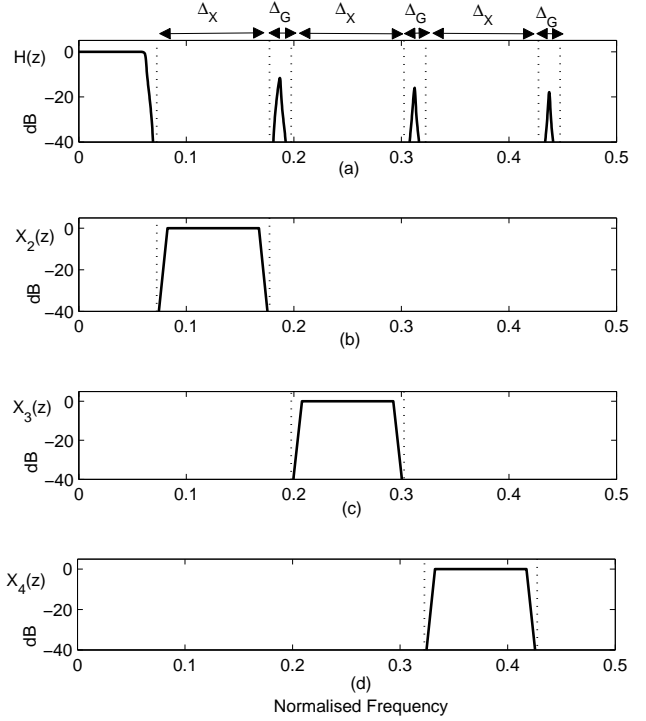 Δ_X Δ_G Δ_X Δ_G Δ_X Δ_G
H(z)
dB
0
−20
−40
0 0.1 0.2 0.3 0.4 0.5
(a)
X_2(z)
dB
0
−20
−40
0 0.1 0.2 0.3 0.4 0.5
(b)
X_3(z)
dB
0
−20
−40
0 0.1 0.2 0.3 0.4 0.5
(c)
X_4(z)
dB
0
−20
−40
0 0.1 0.2 0.3 0.4 0.5
(d)
Normalised Frequency